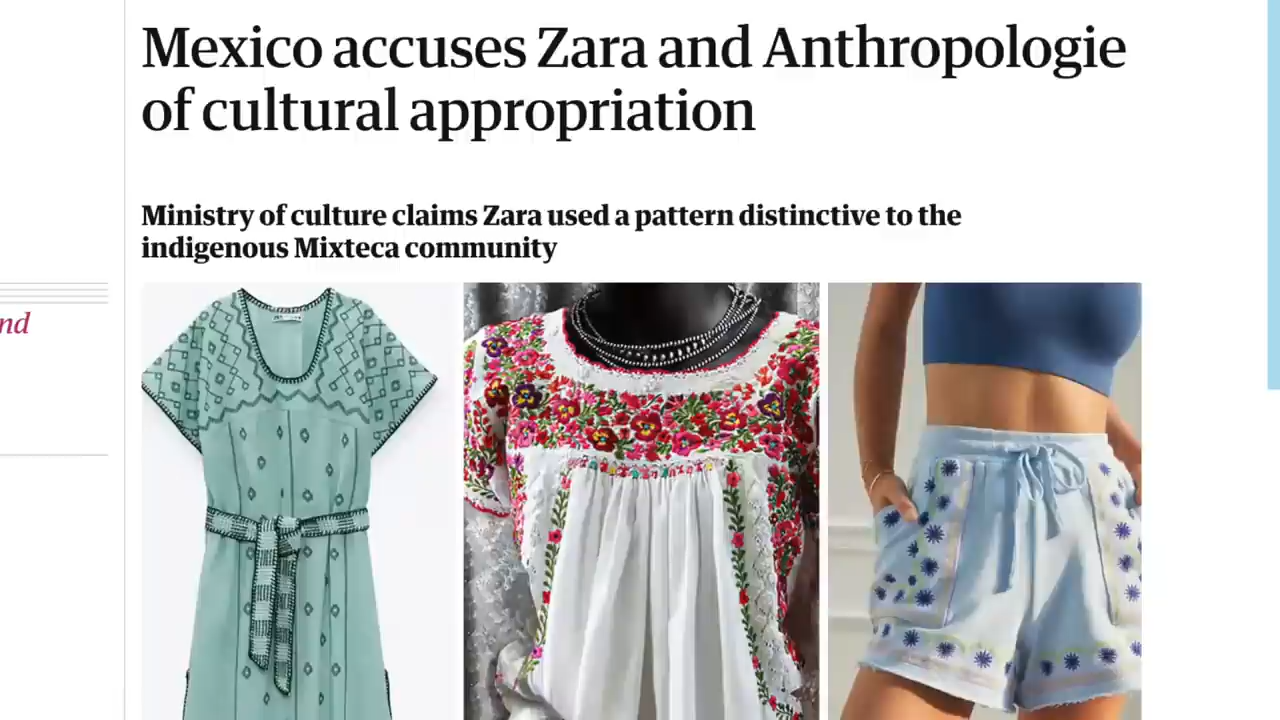 Mexico accuses Zara and Anthropologie
of cultural appropriation
Ministry of culture claims Zara used a pattern distinctive to the
indigenous Mixteca community
nd